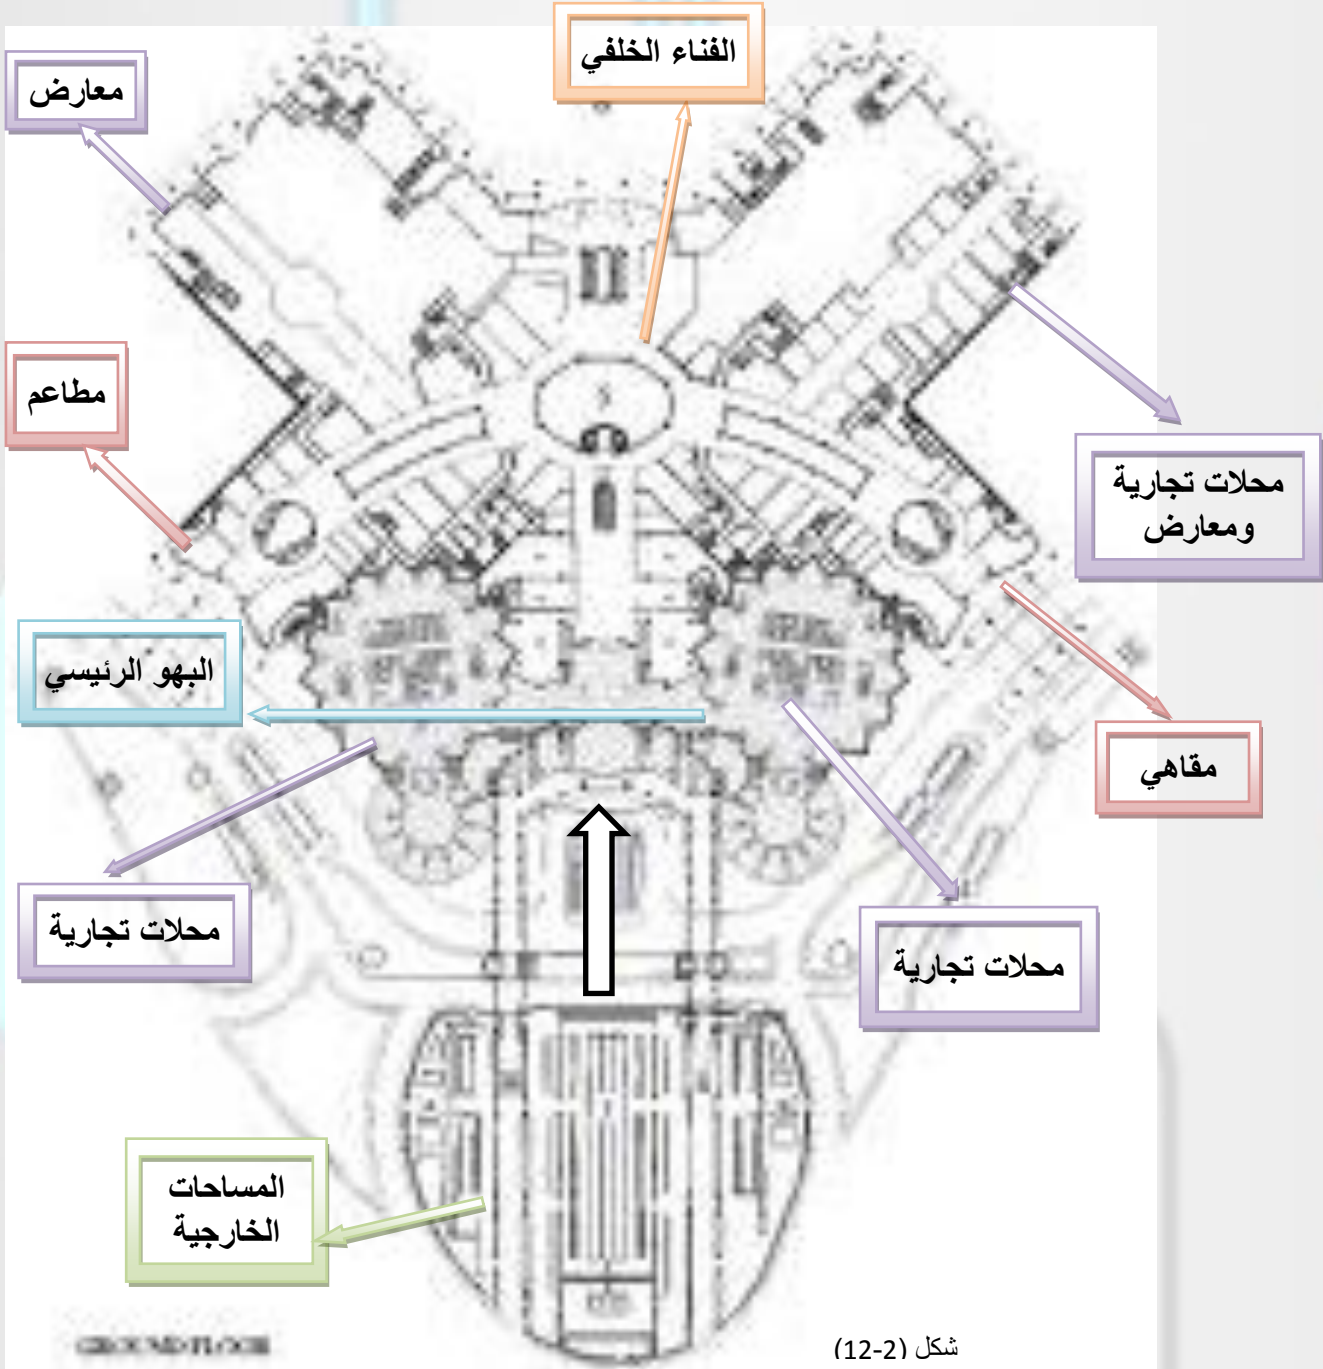 الفناء الخلفي
معارض
مطاعم
محلات تجارية
ومعارض
البهو الرئيسي
مقاهي
محلات تجارية
محلات تجارية
المساحات
الخارجية
GROUND FLOOR
شكل (2-12)